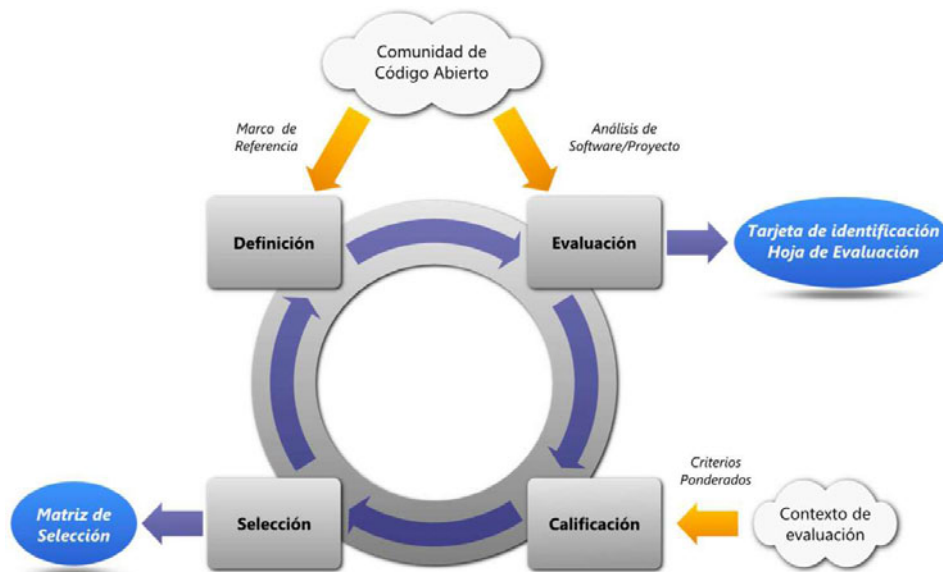 Comunidad de
Código Abierto
Marco de
Referencia
Análisis de
Software/Proyecto
Definición
Evaluación
Tarjeta de identificación
Hoja de Evaluación
Criterios
Ponderados
Matriz de
Selección
Selección
Calificación
Contexto de
evaluación